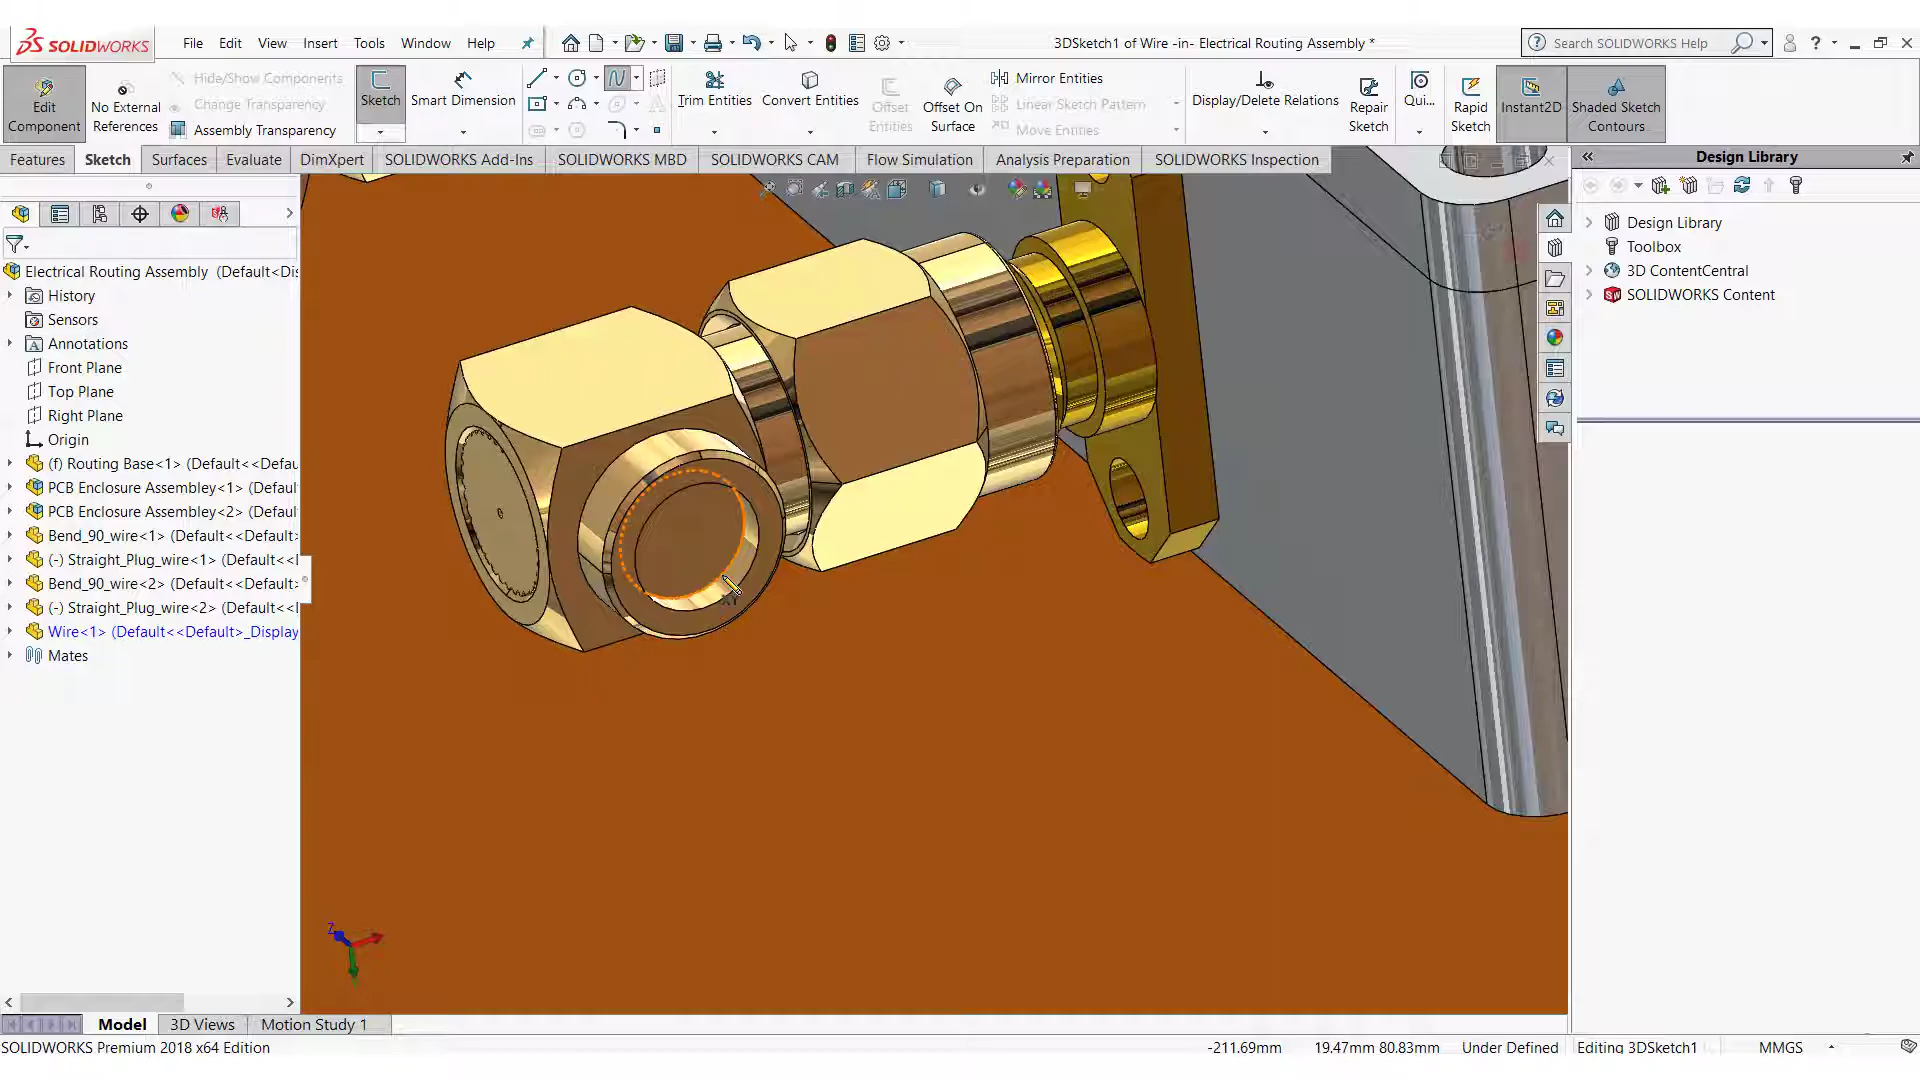 SOLIDWORKS
File Edit View Insert Tools Window Help
3DSketch1 of Wire -in- Electrical Routing Assembly *
Search SOLIDWORKS Help
Edit Component
No External References
Hide/Show Components
Change Transparency
Assembly Transparency
Sketch
Smart Dimension
Trim Entities
Convert Entities
Offset Entities
Offset On Surface
Mirror Entities
Linear Sketch Pattern
Move Entities
Display/Delete Relations
Repair Sketch
Qui...
Rapid Sketch
Instant2D
Shaded Sketch Contours
Features Sketch Surfaces Evaluate DimXpert SOLIDWORKS Add-Ins SOLIDWORKS MBD SOLIDWORKS CAM Flow Simulation Analysis Preparation SOLIDWORKS Inspection
Design Library
Electrical Routing Assembly (Default<Dis
History
Sensors
Annotations
Front Plane
Top Plane
Right Plane
Origin
(f) Routing Base<1> (Default<<Defau
PCB Enclosure Assembley<1> (Defaul
PCB Enclosure Assembley<2> (Defaul
Bend_90_wire<1> (Default<<Default>
(-) Straight_Plug_wire<1> (Default<<
Bend_90_wire<2> (Default<<Default>
(-) Straight_Plug_wire<2> (Default<<
Wire<1> (Default<<Default>_Display
Mates
Design Library
Toolbox
3D ContentCentral
SOLIDWORKS Content
XY
Z
Model 3D Views Motion Study 1
SOLIDWORKS Premium 2018 x64 Edition
-211.69mm 19.47mm 80.83mm Under Defined Editing 3DSketch1 MMGS